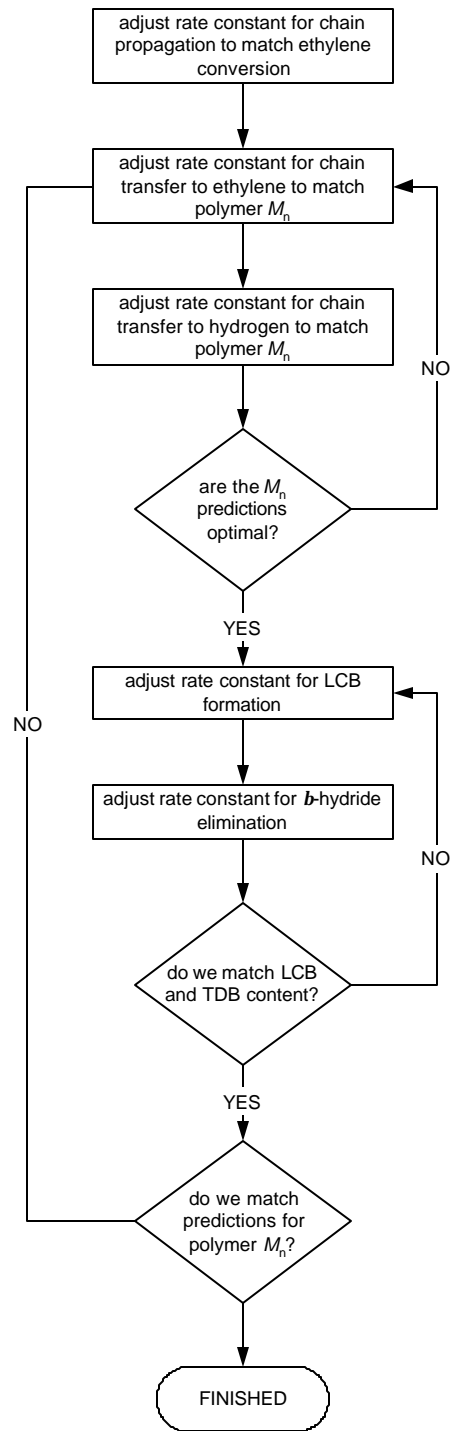 adjust rate constant for chain
propagation to match ethylene
conversion
adjust rate constant for chain
transfer to ethylene to match
polymer Mn
adjust rate constant for chain
transfer to hydrogen to match
polymer Mn
NO
are the Mn
predictions
optimal?
YES
adjust rate constant for LCB
formation
NO
adjust rate constant for b-hydride
elimination
NO
do we match LCB
and TDB content?
YES
do we match
predictions for
polymer Mn?
FINISHED